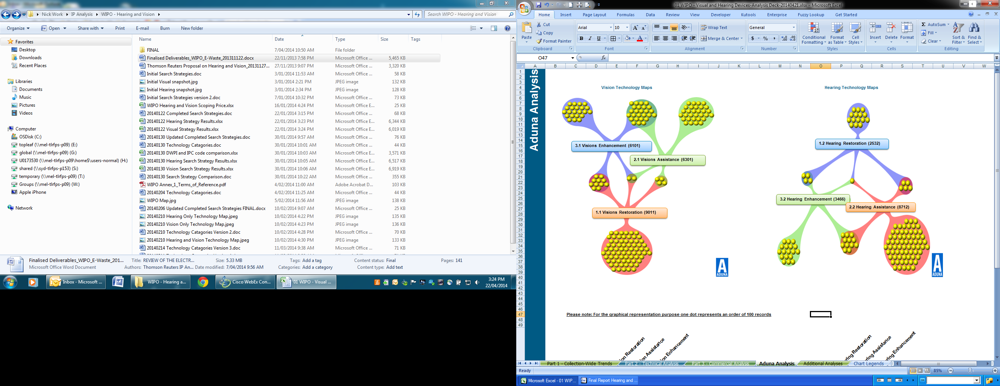 Nick Work
IP Analysis
WIPO - Hearing and Vision
Search WIPO - Hearing and Vision
Organize
Open
Share with
Print
E-mail
Burn
New folder
Favorites
Desktop
Downloads
Recent Places
Libraries
Documents
Music
Pictures
Videos
Computer
OSDisk (C:)
topleaf (\\mel-tlrfps-p09) (E:)
global (\\mel-tlrfps-p09) (G:)
U0173530 (\\mel-tlrfps-p09\home$\users-normal) (H:)
shared (\\syd-tlrfps-p153) (S:)
temporary (\\mel-tlrfps-p09) (T:)
Groups (\\mel-tlrfps-p09) (W:)
Apple iPhone
Network
Name Date Type Size Tags
FINAL 7/04/2014 10:50 AM File folder
Finalised Deliverables_WIPO_E-Waste_201311122.docx 22/11/2013 7:58 PM Microsoft Office ... 5,465 KB
Thomson Reuters Proposal on Hearing and Vision_20131127... 27/11/2013 9:07 PM Microsoft Office ... 3,320 KB
Initial Search Strategies.doc 3/01/2014 11:53 AM Microsoft Office ... 58 KB
Initial Visual snapshot.jpg 3/01/2014 2:21 PM JPEG image 132 KB
Initial Hearing snapshot.jpg 3/01/2014 2:34 PM JPEG image 128 KB
Initial Search Strategies version 2.doc 7/01/2014 10:32 PM Microsoft Office ... 73 KB
WIPO Hearing and Vision Scoping Price.xlsx 16/01/2014 4:24 PM Microsoft Office E... 25 KB
20140122 Completed Search Strategies.doc 22/01/2014 3:15 PM Microsoft Office ... 68 KB
20140122 Hearing Strategy Results.xlsx 22/01/2014 3:23 PM Microsoft Office E... 6,344 KB
20140122 Visual Strategy Results.xlsx 22/01/2014 3:24 PM Microsoft Office E... 6,019 KB
20140130 Updated Completed Search Strategies.doc 30/01/2014 9:57 AM Microsoft Office ... 76 KB
20140130 Technology Catagories.doc 30/01/2014 10:01 AM Microsoft Office ... 44 KB
20140130 DWPI and IPC code comparison.xlsx 30/01/2014 10:03 AM Microsoft Office E... 3,571 KB
20140130 Hearing Search Strategy Results.xlsx 30/01/2014 10:05 AM Microsoft Office E... 6,517 KB
20140130 Vision Search Strategy Results.xlsx 30/01/2014 10:06 AM Microsoft Office E... 6,919 KB
20140130 Search Strategy Comparison.doc 30/01/2014 10:22 AM Microsoft Office ... 355 KB
WIPO Annex_1_Terms_of_Reference.pdf 4/02/2014 11:00 AM Adobe Acrobat D... 103 KB
20140204 Technology Catagories.doc 4/02/2014 11:25 AM Microsoft Office ... 44 KB
WIPO Map.jpg 5/02/2014 11:56 AM JPEG image 138 KB
20140206 Updated Completed Search Strategies FINAL.docx 10/02/2014 9:07 AM Microsoft Office ... 25 KB
20140210 Hearing Only Technology Map.jpeg 10/02/2014 4:22 PM JPEG image 135 KB
20140210 Vision Only Technology Map.jpeg 10/02/2014 4:23 PM JPEG image 136 KB
20140210 Technology Catagories Version 2.doc 10/02/2014 4:28 PM Microsoft Office ... 70 KB
20140210 Hearing and Vision Technology Map.jpeg 10/02/2014 4:30 PM JPEG image 133 KB
20140214 Technology Catagories Version 3.doc 11/03/2014 9:38 AM Microsoft Office ... 71 KB
Finalised Deliverables_WIPO_E-Waste_201... Title: REVIEW OF THE ELECTR... Size: 5.33 MB Tags: Add a tag Content status: Final Pages: 141
Microsoft Office Word Document Authors: Thomson Reuters IP An... Date modified: 7/04/2014 9:56 AM Categories: Add a category Content type: Add text
Inbox - Microsoft ...
WIPO - Hearing a...
Cisco WebEx Con...
01 WIPO - Visual ...
3:24 PM
22/04/2014
01 WIPO - Visual and Hearing Devices-Analysis Deck-20140421.xlsx - Microsoft Excel
Home Insert Page Layout Formulas Data Review View Developer Kutools Enterprise Fuzzy Lookup Get Started
Paste
Cut
Copy
Format Painter
Clipboard
Arial 10
B I U
Font
Wrap Text
Merge & Center
Alignment
General
$ % ,
Number
Conditional Formatting
Format as Table
Cell Styles
Styles
Insert Delete Format
Cells
Σ AutoSum
Fill
Clear
Sort & Filter
Find & Select
Editing
O47
fx
A B C D E F G H I J K L M N O P Q R S T U V W
1
2
3
4
5
6
7
8
9
10
11
12
13
14
15
16
17
18
19
20
21
22
23
24
25
26
27
28
29
30
31
32
33
34
35
36
37
38
39
40
41
42
43
44
45
46
47
48
49
Aduna Analysis
Vision Technology Maps
3.1 Visions Enhancement (6101)
2.1 Visions Assistance (6301)
1.1 Visions Restoration (9011)
A
ADUNA
Hearing Technology Maps
1.2 Hearing Restoration (2532)
3.2 Hearing Enhancement (3466)
2.2 Hearing Assistance (8712)
A
ADUNA
Please note: For the graphical representation purpose one dot represents an order of 100 records
ion Restoration
ion Assistance
ion Enhancement
aring Restoration
aring Assistance
aring Enhancement
Part 1 - Collection-Wide Trends
Part 2 - Technical Analysis
Part 3 - Commercial Analysis
Aduna Analysis
Additional Analyses
Chart Legends
Ready
85%
Microsoft Excel - 01 WIP...
Final Report Hearing and ...